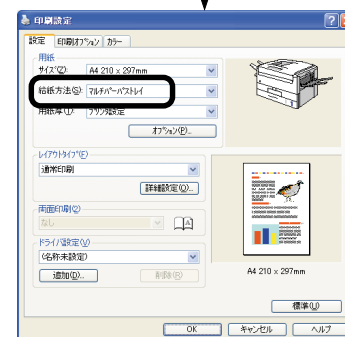 印刷設定
設定 印刷オプション カラー
用紙
サイズ(Z): A4 210 x 297mm
給紙方法(S): マルチパーパストレイ
用紙厚(T): プリンタ設定
オプション(P)...
レイアウトタイプ(E)
通常印刷
詳細設定(O)...
両面印刷(2)
なし
ドライバ設定(V)
(名称未設定)
追加(D)... 削除(R)
A4 210 x 297mm
標準(U)
OK キャンセル ヘルプ